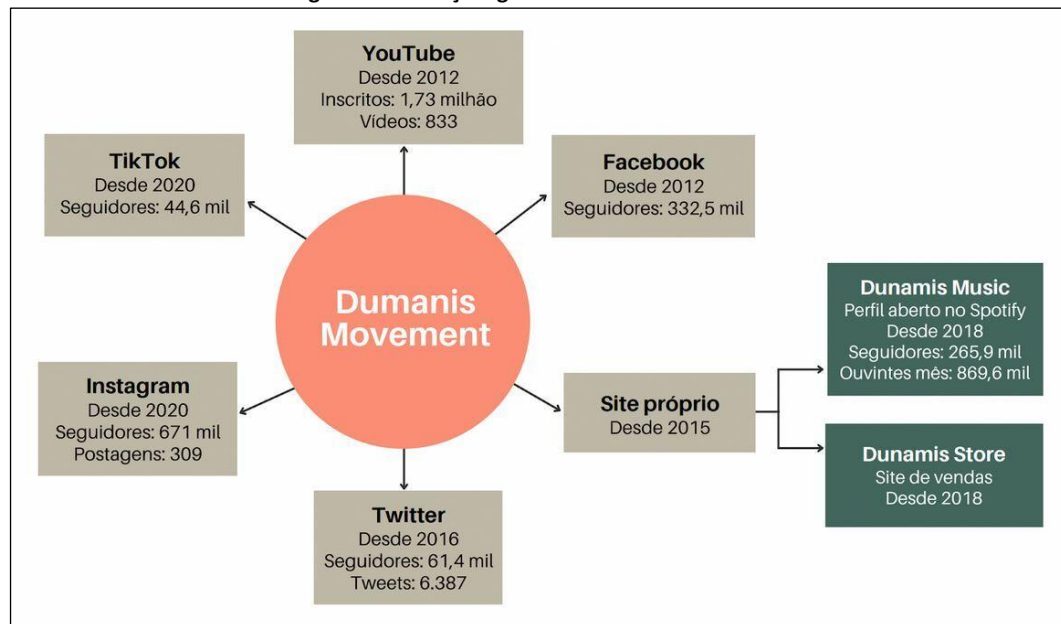 YouTube
Desde 2012
Inscritos: 1,73 milhão
Vídeos: 833
TikTok
Desde 2020
Seguidores: 44,6 mil
Facebook
Desde 2012
Seguidores: 332,5 mil
Dumanis
Movement
Dunamis Music
Perfil aberto no Spotify
Desde 2018
Seguidores: 265,9 mil
Ouvintes mês: 869,6 mil
Instagram
Desde 2020
Seguidores: 671 mil
Postagens: 309
Site próprio
Desde 2015
Dunamis Store
Site de vendas
Desde 2018
Twitter
Desde 2016
Seguidores: 61,4 mil
Tweets: 6.387